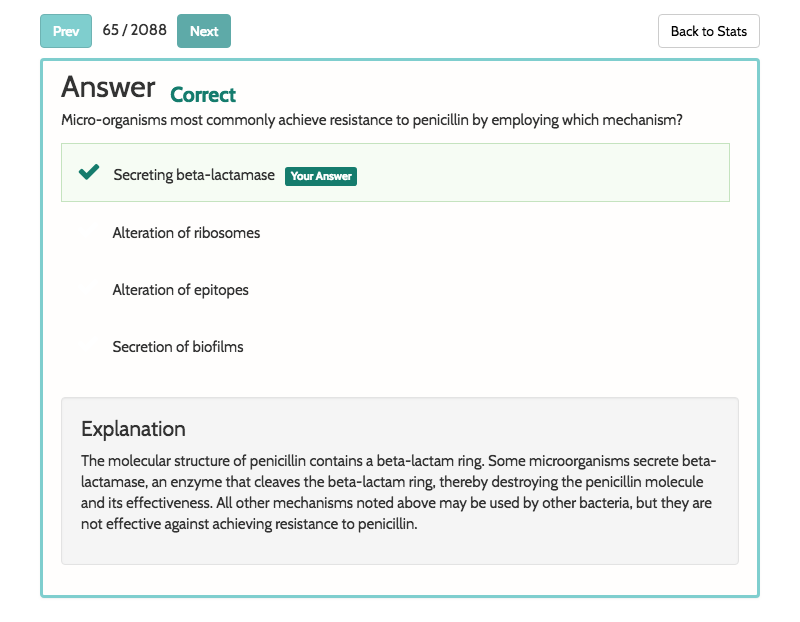 Prev 65 / 2088 Next Back to Stats
Answer Correct
Micro-organisms most commonly achieve resistance to penicillin by employing which mechanism?
Secreting beta-lactamase Your Answer
Alteration of ribosomes
Alteration of epitopes
Secretion of biofilms
Explanation
The molecular structure of penicillin contains a beta-lactam ring. Some microorganisms secrete beta-
lactamase, an enzyme that cleaves the beta-lactam ring, thereby destroying the penicillin molecule
and its effectiveness. All other mechanisms noted above may be used by other bacteria, but they are
not effective against achieving resistance to penicillin.